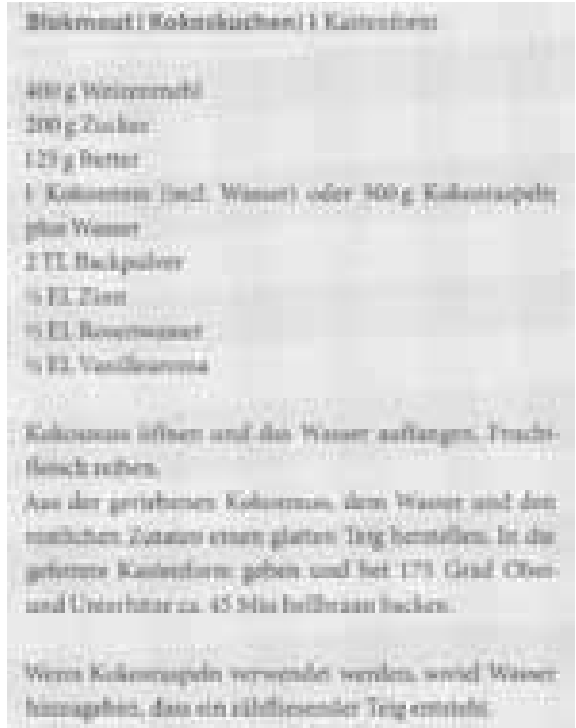 (Kokoskuchen) 1 Kastenform
400 g Weizenmehl
200 g Zucker
125 g Butter
1 Kokosnuss (incl. Wasser) oder 300 g Kokosraspeln
plus Wasser
2 TL Backpulver
½ EL Zimt
½ EL Rosenwasser
½ EL Vanillearoma
Kokosnuss öffnen und das Wasser auffangen. Frucht-
fleisch reiben.
Aus der geriebenen Kokosnuss, dem Wasser und den
restlichen Zutaten einen glatten Teig herstellen. In die
gefettete Kastenform geben und bei 175 Grad Ober-
und Unterhitze ca. 45 Min hellbraun backen.
Wenn Kokosraspeln verwendet werden, soviel Wasser
hinzugeben, dass ein zähfliesender Teig entsteht.